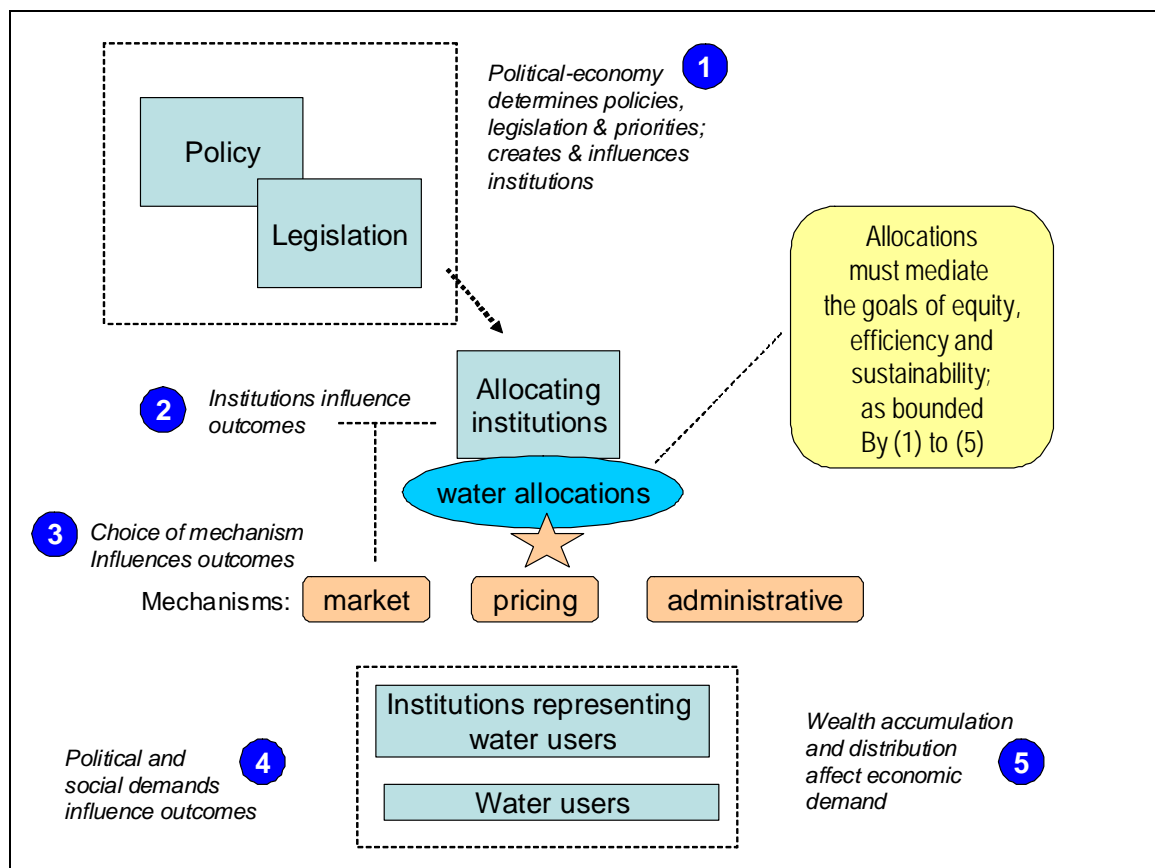 1
Political-economy
determines policies,
legislation & priorities;
creates & influences
institutions
Policy
Legislation
Allocations
must mediate
the goals of equity,
efficiency and
sustainability;
as bounded
By (1) to (5)
2
Institutions influence
outcomes
Allocating
institutions
water allocations
3
Choice of mechanism
Influences outcomes
Mechanisms:
market
pricing
administrative
Institutions representing
water users
Water users
4
Political and
social demands
influence outcomes
Wealth accumulation
and distribution
affect economic
demand
5